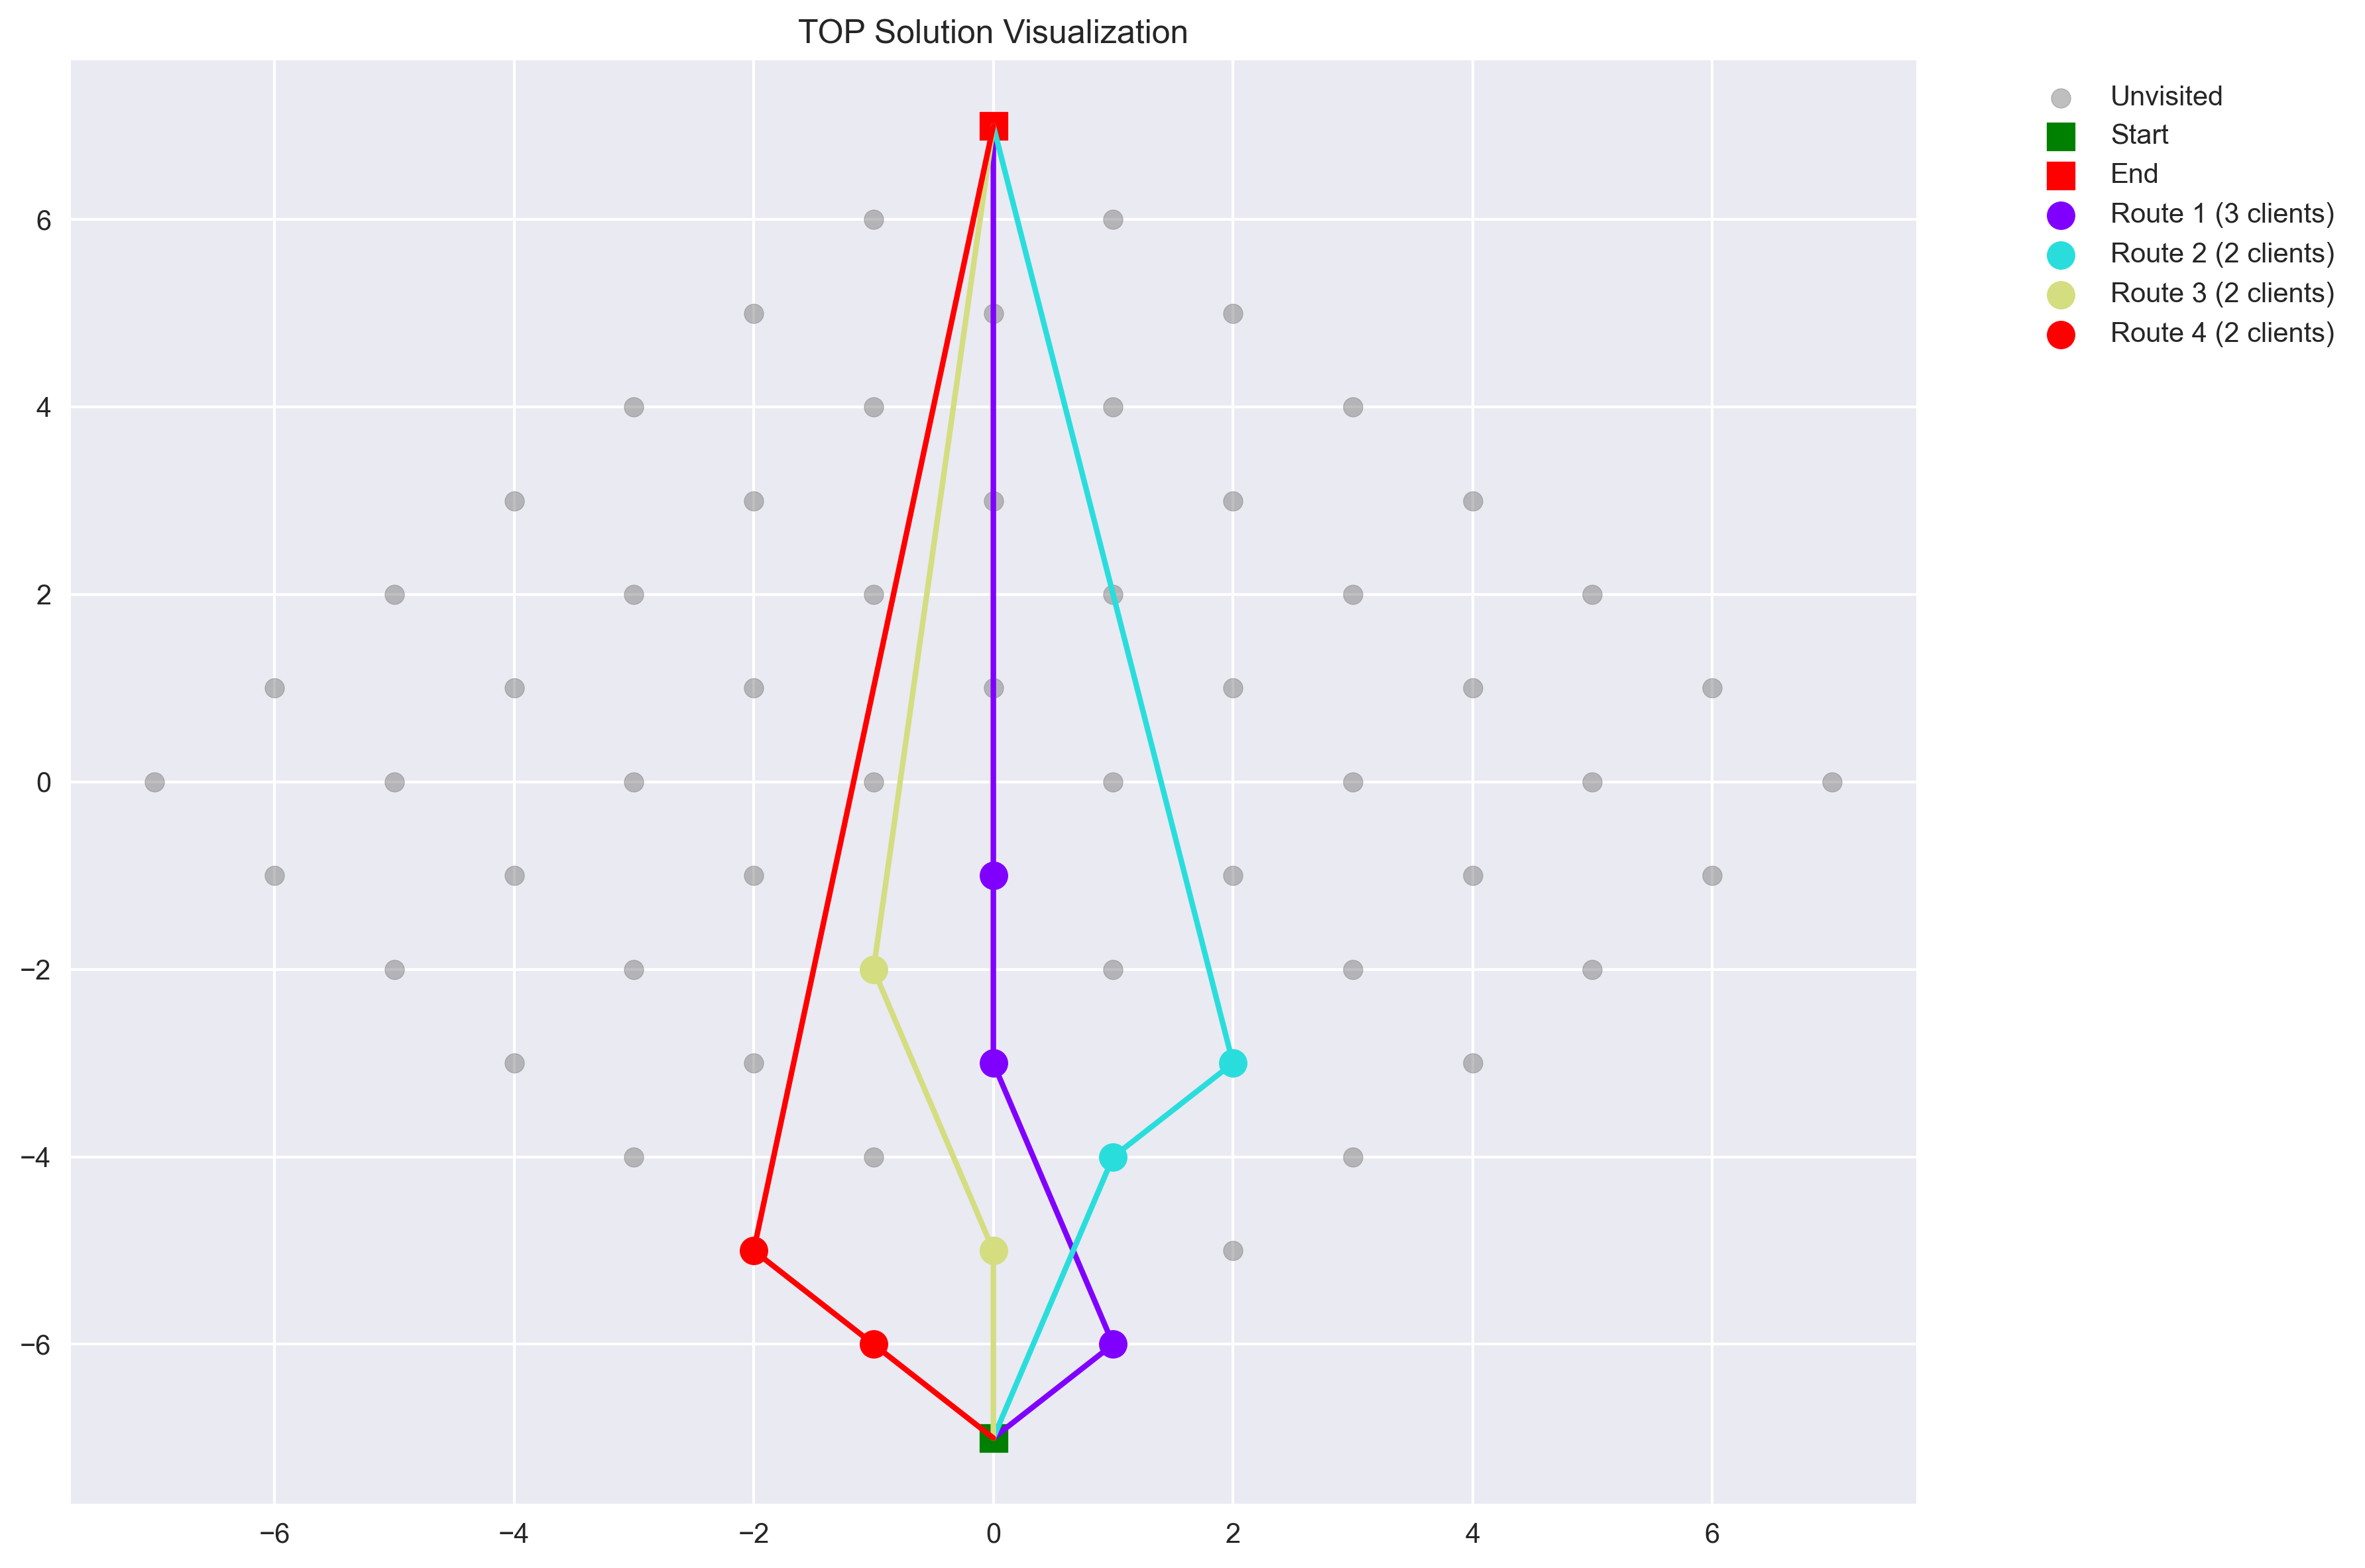 TOP Solution Visualization
Unvisited
Start
End
Route 1 (3 clients)
Route 2 (2 clients)
Route 3 (2 clients)
Route 4 (2 clients)
6
4
2
0
−2
−4
−6
−6 −4 −2 0 2 4 6